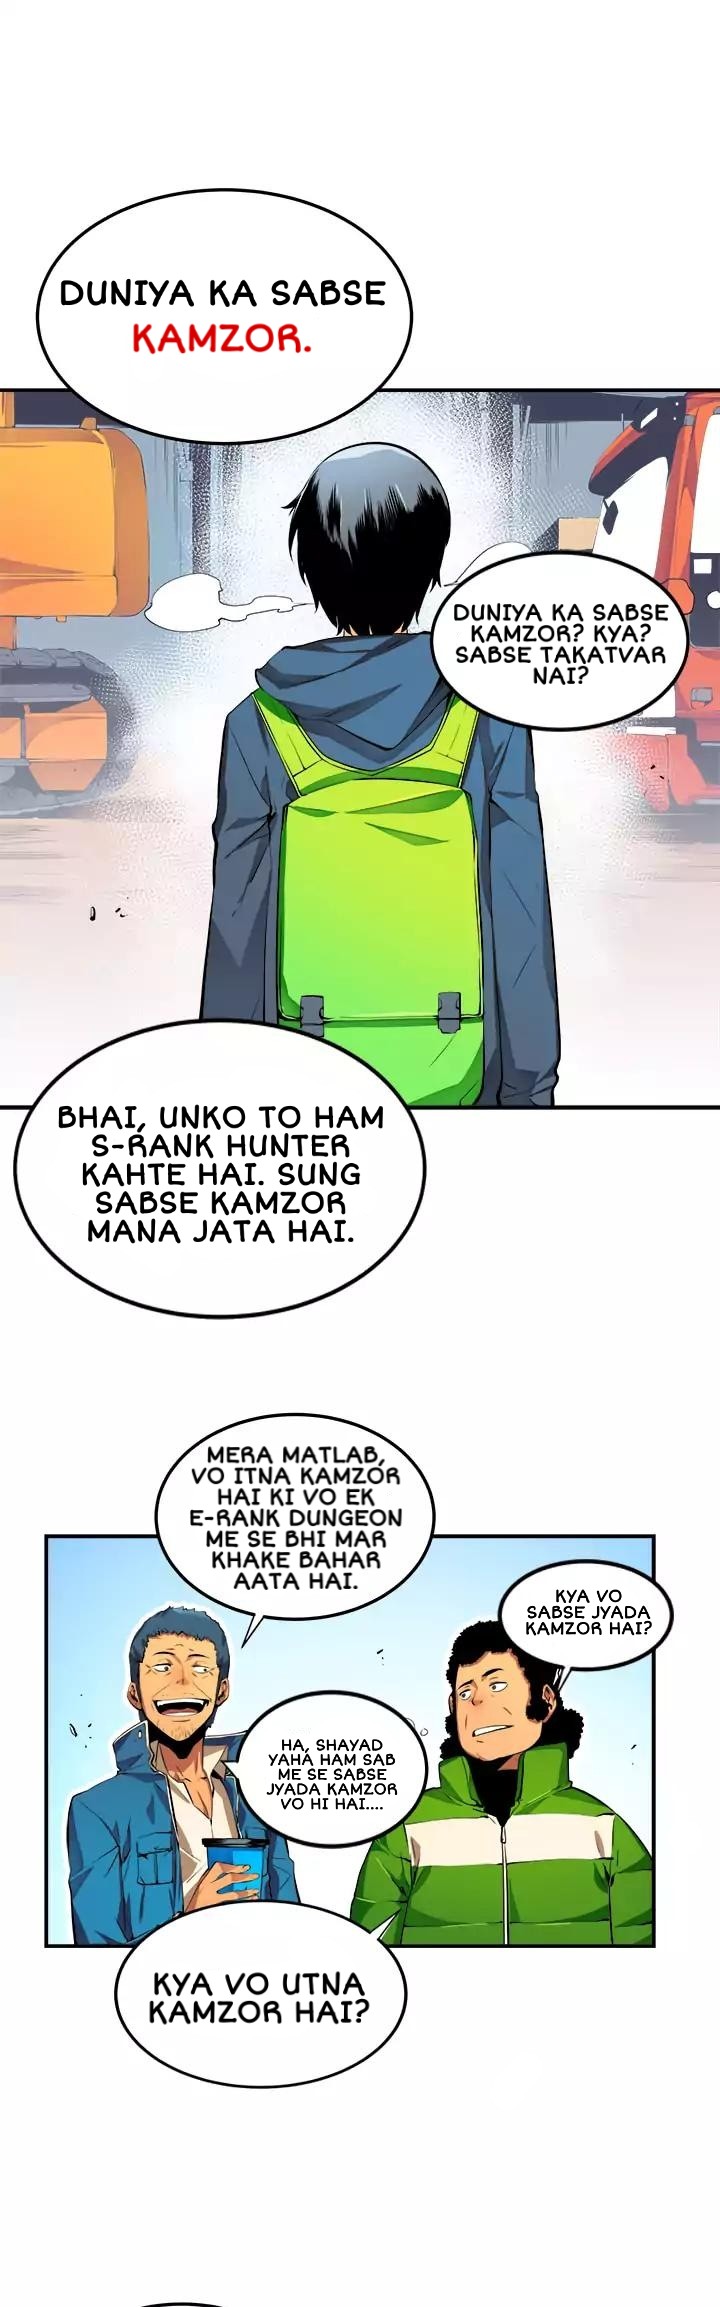 DUNIYA KA SABSE
KAMZOR.
DUNIYA KA SABSE
KAMZOR? KYA?
SABSE TAKATVAR
NAI?
BHAI, UNKO TO HAM
S-RANK HUNTER
KAHTE HAI. SUNG
SABSE KAMZOR
MANA JATA HAI.
MERA MATLAB,
VO ITNA KAMZOR
HAI KI VO EK
E-RANK DUNGEON
ME SE BHI MAR
KHAKE BAHAR
AATA HAI.
KYA VO
SABSE JYADA
KAMZOR HAI?
HA, SHAYAD
YAHA HAM SAB
ME SE SABSE
JYADA KAMZOR
VO HI HAI....
KYA VO UTNA
KAMZOR HAI?